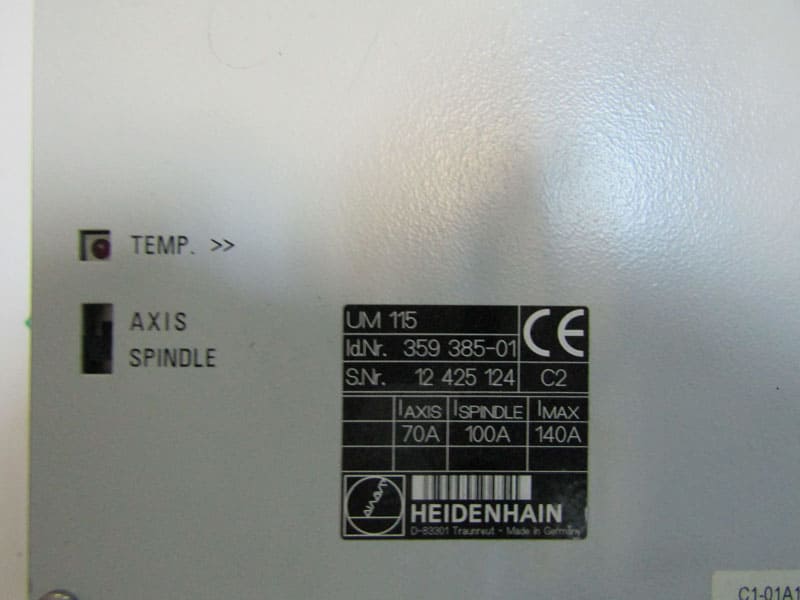 TEMP. >>
AXIS
SPINDLE
UM 115
Id.Nr. 359 385-01
CE
S.Nr. 12 425 124 C2
IAXIS ISPINDLE IMAX
70A 100A 140A
HEIDENHAIN
D-83301 Traunreut - Made in Germany
C1-01A1